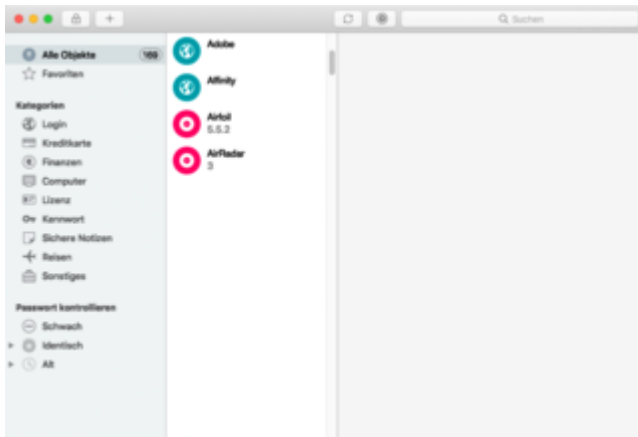 Suchen
Alle Objekte 169
Favoriten
Kategorien
Login
Kreditkarte
Finanzen
Computer
Lizenz
Kennwort
Sichere Notizen
Reisen
Sonstiges
Passwort kontrollieren
Schwach
Identisch
Alt
Adobe
Affinity
Airfoil
5.5.2
AirRadar
3